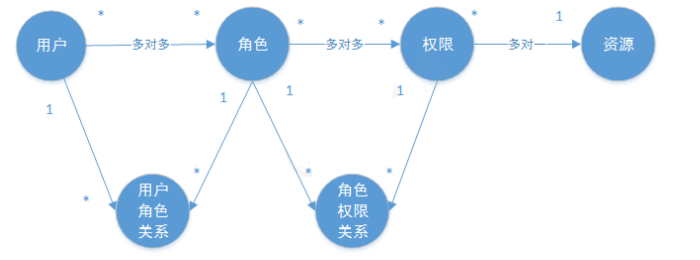 * * * * * 1
用户 多对多 角色 多对多 权限 多对一 资源
1 1 1 1
* * * *
用户 角色
角色 权限
关系 关系